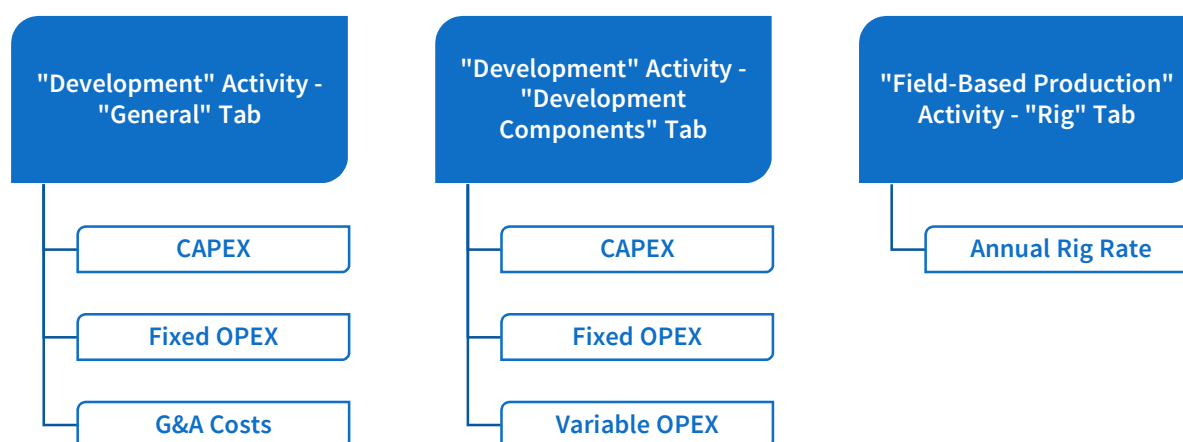 "Development" Activity -
"General" Tab
CAPEX
Fixed OPEX
G&A Costs
"Development" Activity -
"Development
Components" Tab
CAPEX
Fixed OPEX
Variable OPEX
"Field-Based Production"
Activity - "Rig" Tab
Annual Rig Rate